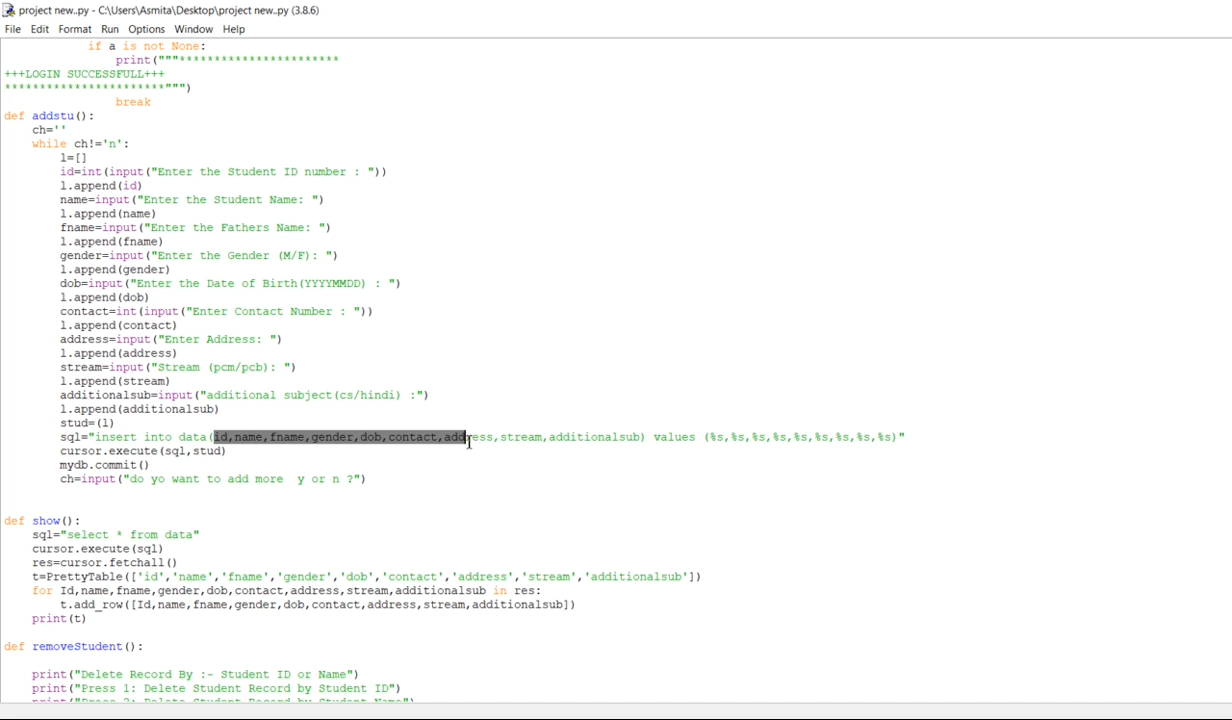 project new..py - C:\Users\Asmita\Desktop\project new..py (3.8.6)
File Edit Format Run Options Window Help
            if a is not None:
                print("""***********************
+++LOGIN SUCCESSFULL+++
***********************""")
                break
def addstu():
    ch=''
    while ch!='n':
        l=[]
        id=int(input("Enter the Student ID number : "))
        l.append(id)
        name=input("Enter the Student Name: ")
        l.append(name)
        fname=input("Enter the Fathers Name: ")
        l.append(fname)
        gender=input("Enter the Gender (M/F): ")
        l.append(gender)
        dob=input("Enter the Date of Birth(YYYYMMDD) : ")
        l.append(dob)
        contact=int(input("Enter Contact Number : "))
        l.append(contact)
        address=input("Enter Address: ")
        l.append(address)
        stream=input("Stream (pcm/pcb): ")
        l.append(stream)
        additionalsub=input("additional subject(cs/hindi) :")
        l.append(additionalsub)
        stud=(l)
        sql="insert into data(id,name,fname,gender,dob,contact,address,stream,additionalsub) values (%s,%s,%s,%s,%s,%s,%s,%s,%s)"
        cursor.execute(sql,stud)
        mydb.commit()
        ch=input("do yo want to add more  y or n ?")
def show():
    sql="select * from data"
    cursor.execute(sql)
    res=cursor.fetchall()
    t=PrettyTable(['id','name','fname','gender','dob','contact','address','stream','additionalsub'])
    for Id,name,fname,gender,dob,contact,address,stream,additionalsub in res:
        t.add_row([Id,name,fname,gender,dob,contact,address,stream,additionalsub])
    print(t)
def removeStudent():
    print("Delete Record By :- Student ID or Name")
    print("Press 1: Delete Student Record by Student ID")
    print("Press 2: Delete Student Record by Student Name")